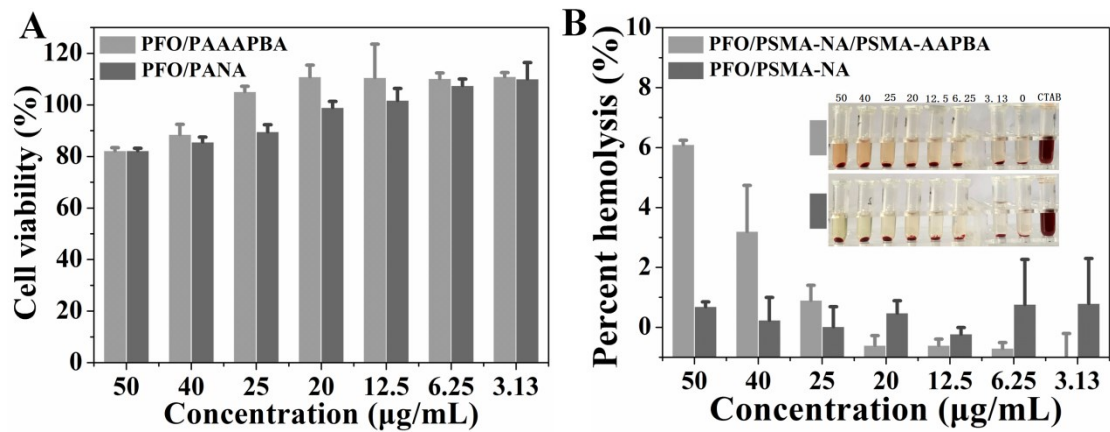 A
PFO/PAAAPBA
PFO/PANA
Cell viability (%)
120
100
80
60
40
20
0
50 40 25 20 12.5 6.25 3.13
Concentration (μg/mL)
B
PFO/PSMA-NA/PSMA-AAPBA
PFO/PSMA-NA
50 40 25 20 12.5 6.25 3.13 0 CTAB
Percent hemolysis (%)
10
8
6
4
2
0
50 40 25 20 12.5 6.25 3.13
Concentration (μg/mL)